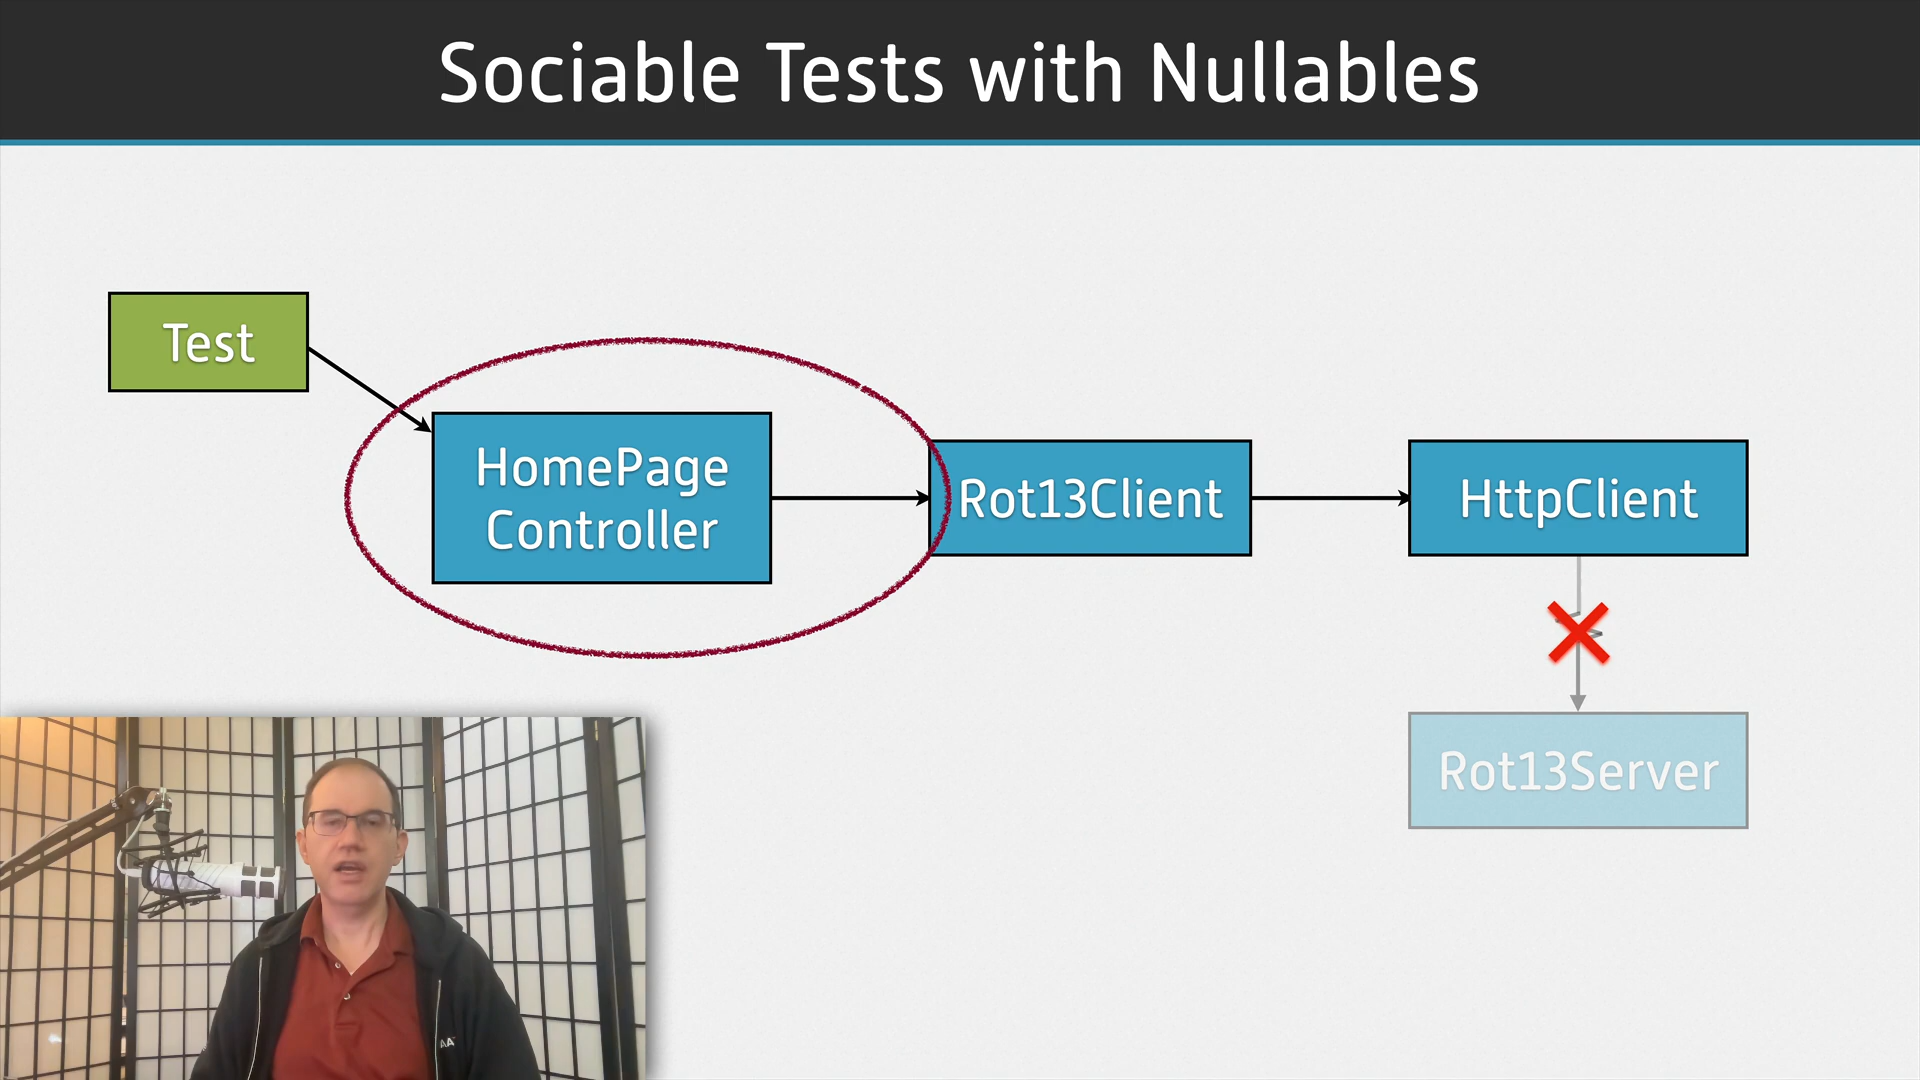 Sociable Tests with Nullables
Test
HomePage
Controller
Rot13Client
HttpClient
Rot13Server